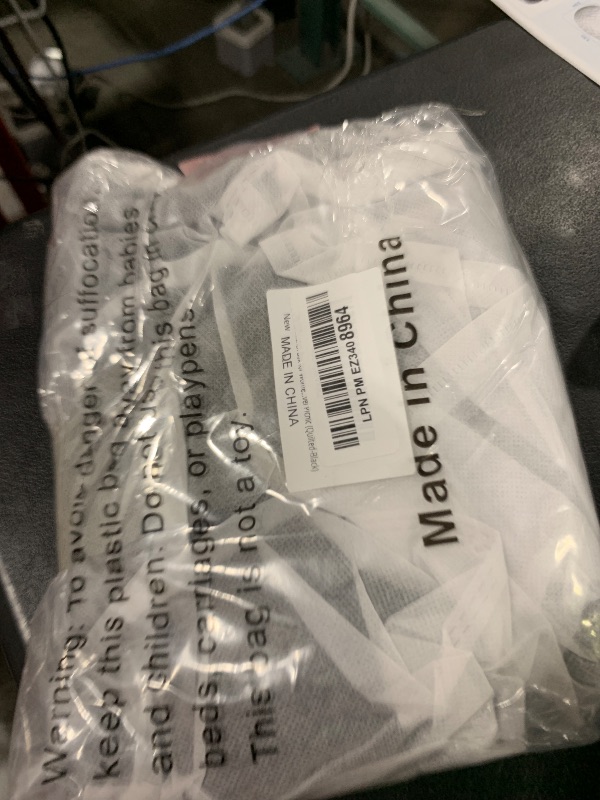 Warning: To avoid danger of suffocation,
keep this plastic bag away from babies
and children. Do not use this bag in
beds, carriages, or playpens.
This bag is not a toy.
New
(Quilted-Black)
MADE IN CHINA
LPN PM EZ3408964
Made in China